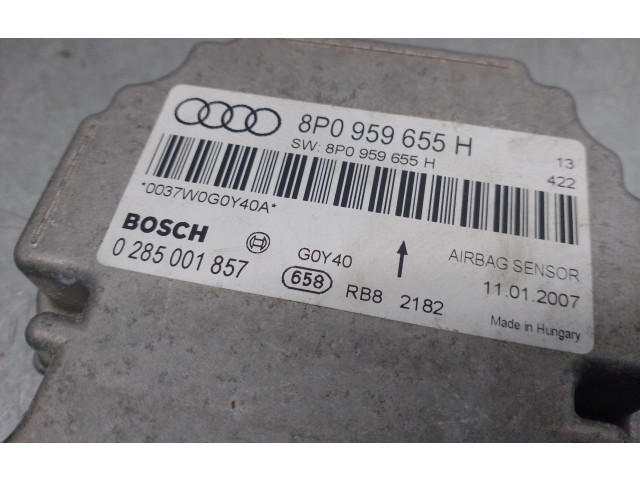 8P0 959 655 H
SW: 8P0 959 655 H
13
422
*0037W0G0Y40A*
BOSCH
0 285 001 857
G0Y40
658
RB8 2182
AIRBAG SENSOR
11.01.2007
Made in Hungary